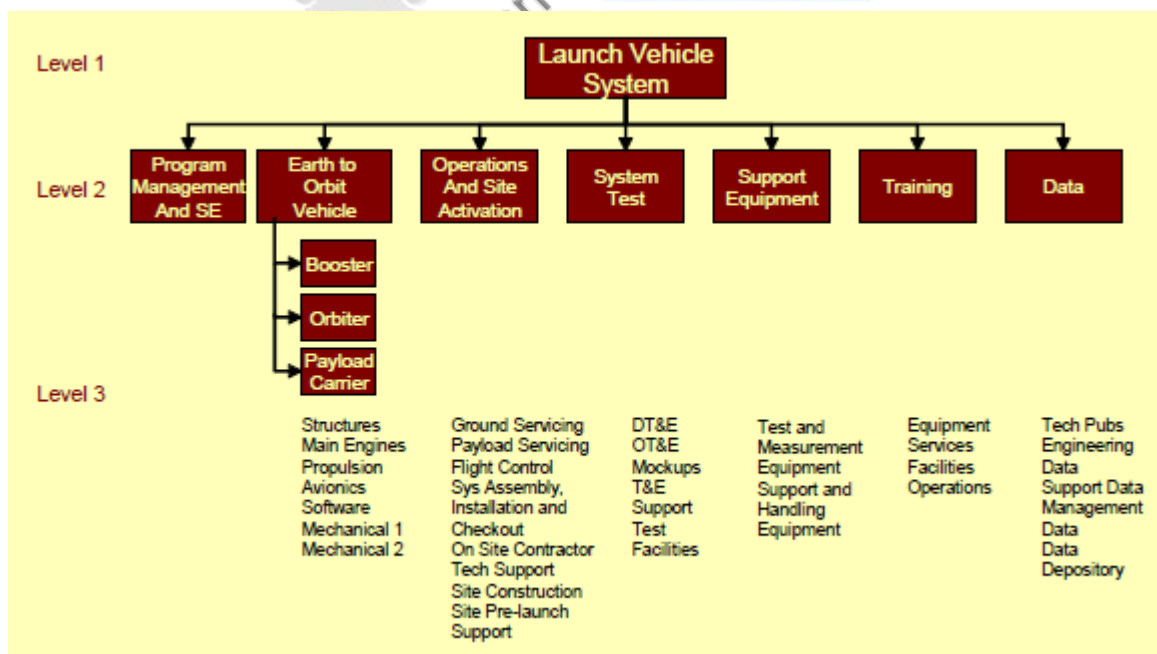 Level 1
Launch Vehicle
System
Level 2
Program
Management
And SE
Earth to
Orbit
Vehicle
Operations
And Site
Activation
System
Test
Support
Equipment
Training
Data
Booster
Orbiter
Payload
Carrier
Level 3
Structures
Main Engines
Propulsion
Avionics
Software
Mechanical 1
Mechanical 2
Ground Servicing
Payload Servicing
Flight Control
Sys Assembly,
Installation and
Checkout
On Site Contractor
Tech Support
Site Construction
Site Pre-launch
Support
DT&E
OT&E
Mockups
T&E
Support
Test
Facilities
Test and
Measurement
Equipment
Support and
Handling
Equipment
Equipment
Services
Facilities
Operations
Tech Pubs
Engineering
Data
Support Data
Management
Data
Data
Depository